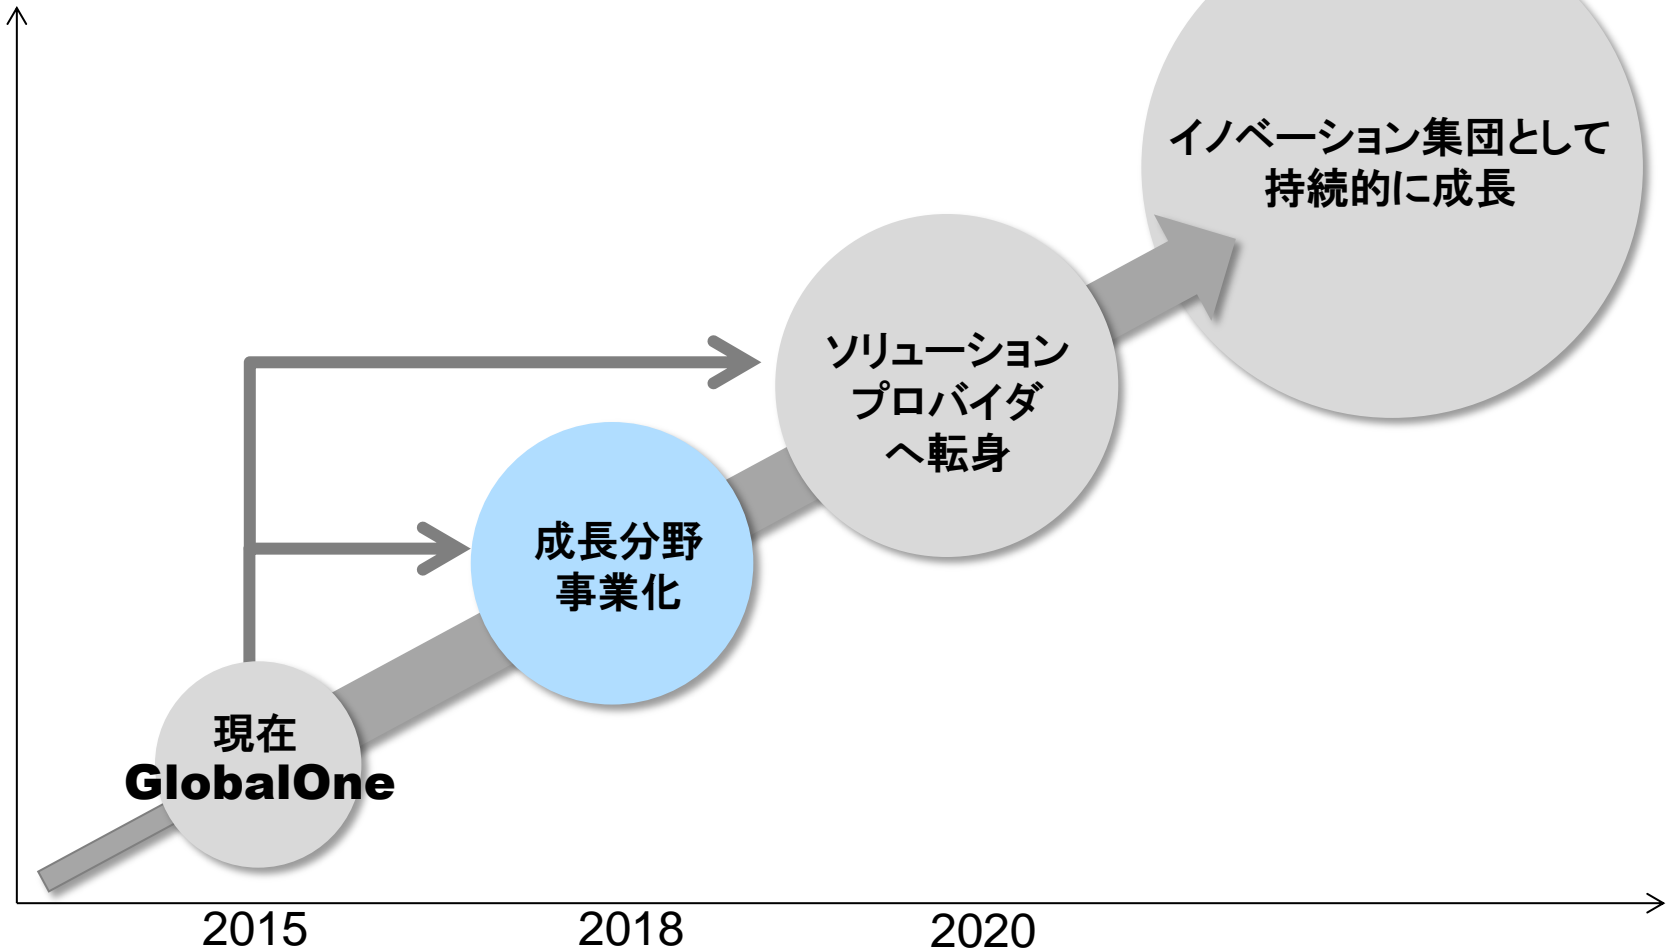 イノベーション集団として
持続的に成長
ソリューション
プロバイダ
へ転身
成長分野
事業化
現在
GlobalOne
2015
2018
2020